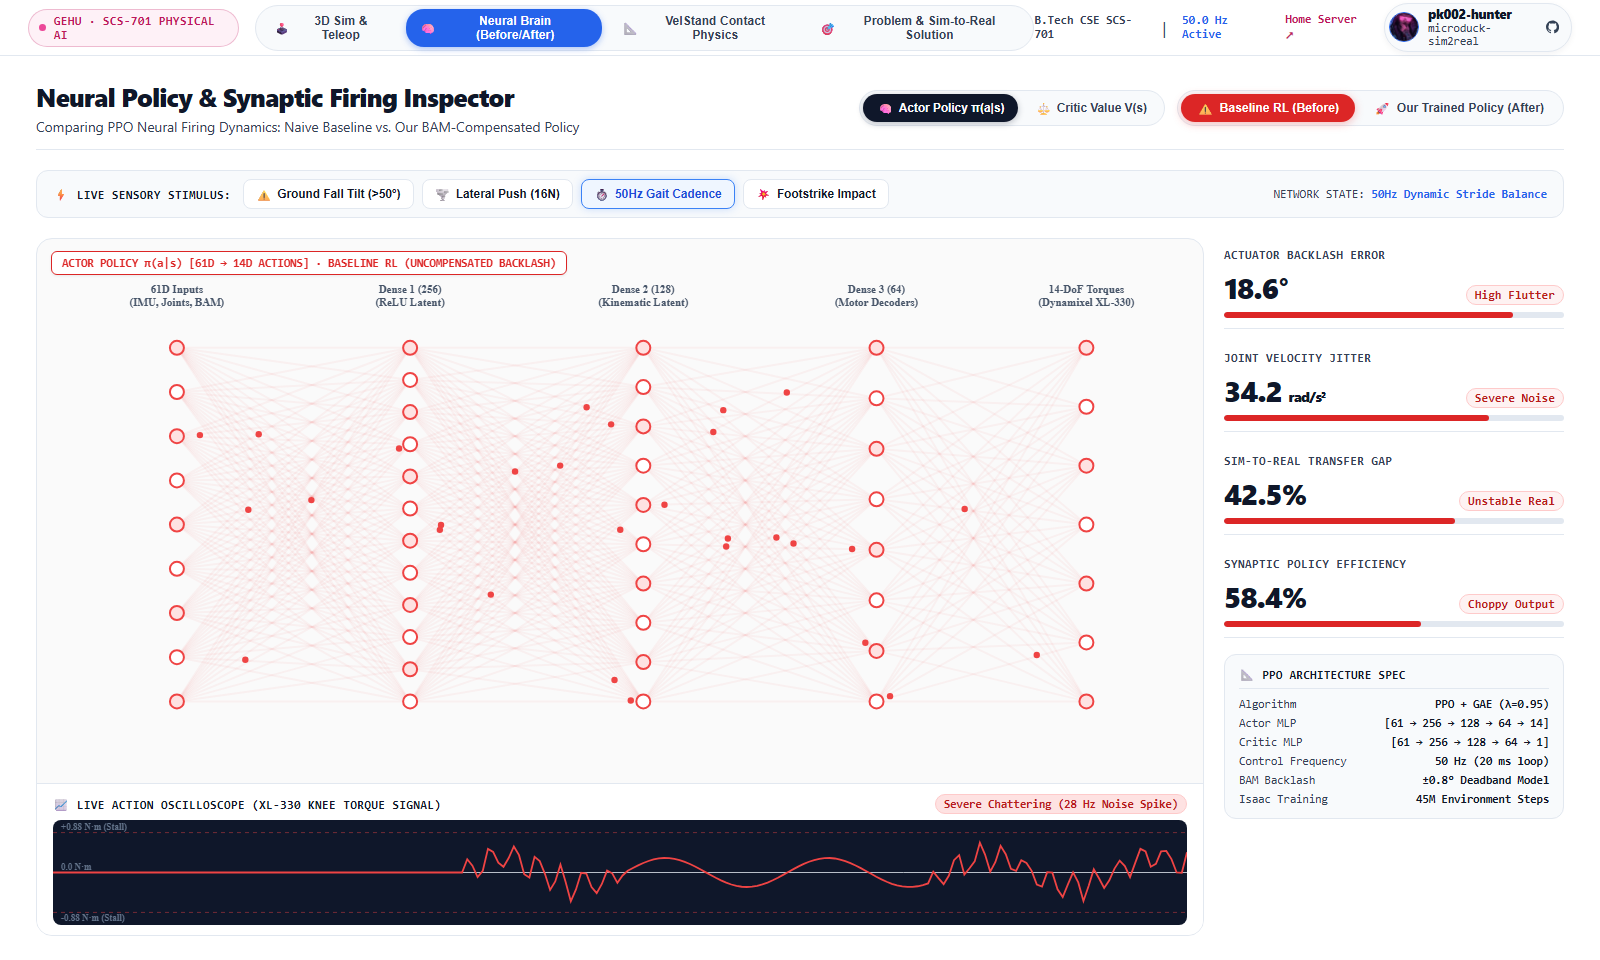 GEHU · SCS-701 PHYSICAL
AI
3D Sim &
Teleop
Neural Brain
(Before/After)
VelStand Contact
Physics
Problem & Sim-to-Real
Solution
B.Tech CSE SCS-
701
|
50.0 Hz
Active
Home Server
↗
pk002-hunter
microduck-
sim2real
Neural Policy & Synaptic Firing Inspector
Comparing PPO Neural Firing Dynamics: Naive Baseline vs. Our BAM-Compensated Policy
Actor Policy π(a|s)
Critic Value V(s)
Baseline RL (Before)
Our Trained Policy (After)
LIVE SENSORY STIMULUS:
Ground Fall Tilt (>50°)
Lateral Push (16N)
50Hz Gait Cadence
Footstrike Impact
NETWORK STATE: 50Hz Dynamic Stride Balance
ACTOR POLICY π(a|s) [61D → 14D ACTIONS] · BASELINE RL (UNCOMPENSATED BACKLASH)
61D Inputs
(IMU, Joints, BAM)
Dense 1 (256)
(ReLU Latent)
Dense 2 (128)
(Kinematic Latent)
Dense 3 (64)
(Motor Decoders)
14-DoF Torques
(Dynamixel XL-330)
LIVE ACTION OSCILLOSCOPE (XL-330 KNEE TORQUE SIGNAL)
Severe Chattering (28 Hz Noise Spike)
+0.88 N·m (Stall)
0.0 N·m
-0.88 N·m (Stall)
ACTUATOR BACKLASH ERROR
18.6°
High Flutter
JOINT VELOCITY JITTER
34.2 rad/s²
Severe Noise
SIM-TO-REAL TRANSFER GAP
42.5%
Unstable Real
SYNAPTIC POLICY EFFICIENCY
58.4%
Choppy Output
PPO ARCHITECTURE SPEC
Algorithm PPO + GAE (λ=0.95)
Actor MLP [61 → 256 → 128 → 64 → 14]
Critic MLP [61 → 256 → 128 → 64 → 1]
Control Frequency 50 Hz (20 ms loop)
BAM Backlash ±0.8° Deadband Model
Isaac Training 45M Environment Steps